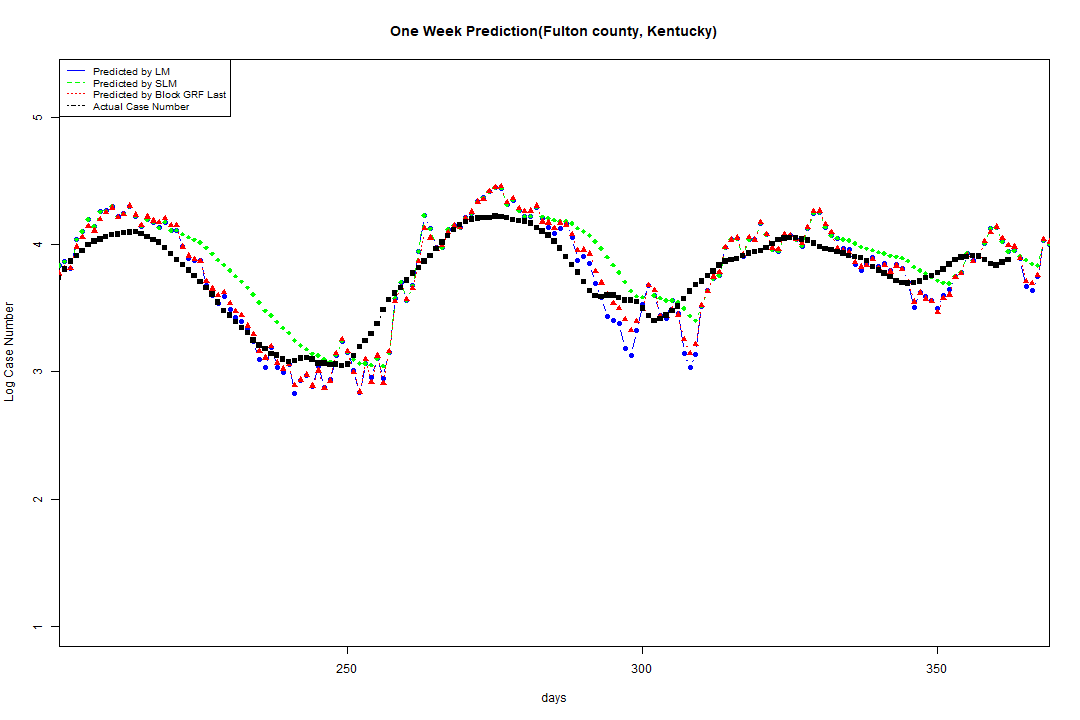 One Week Prediction(Fulton county, Kentucky)
Predicted by LM
Predicted by SLM
Predicted by Block GRF Last
Actual Case Number
5
4
3
2
1
Log Case Number
250
300
350
days